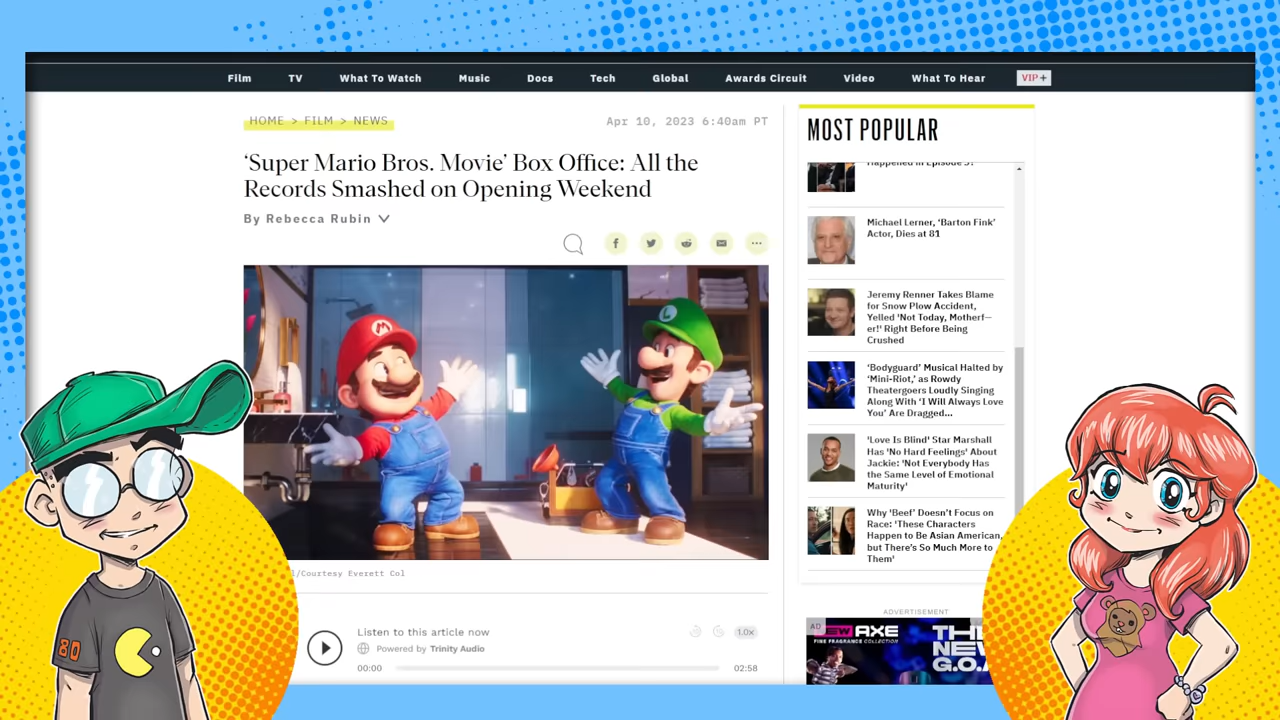 Film TV What To Watch Music Docs Tech Global Awards Circuit Video What To Hear VIP+
HOME > FILM > NEWS
Apr 10, 2023 6:40am PT
‘Super Mario Bros. Movie’ Box Office: All the
Records Smashed on Opening Weekend
By Rebecca Rubin
M
L
l/Courtesy Everett Col
Listen to this article now
Powered by Trinity Audio
1.0x
00:00
02:58
MOST POPULAR
Happened in Episode 3?
Michael Lerner, ‘Barton Fink’
Actor, Dies at 81
Jeremy Renner Takes Blame
for Snow Plow Accident,
Yelled 'Not Today, Motherf—
er!' Right Before Being
Crushed
‘Bodyguard’ Musical Halted by
‘Mini-Riot,’ as Rowdy
Theatergoers Loudly Singing
Along With ‘I Will Always Love
You’ Are Dragged...
'Love Is Blind' Star Marshall
Has 'No Hard Feelings' About
Jackie: 'Not Everybody Has
the Same Level of Emotional
Maturity'
Why ‘Beef’ Doesn’t Focus on
Race: 'These Characters
Happen to Be Asian American,
but There’s So Much More to
Them'
ADVERTISEMENT
AD
AXE
FINE FRAGRANCE COLLECTION
NEW
G.O.A
80